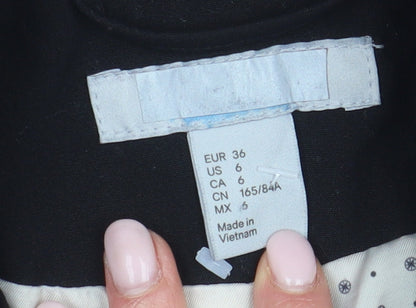 EUR 36
US 6
CA 6
CN 165/84A
MX 6
Made in
Vietnam